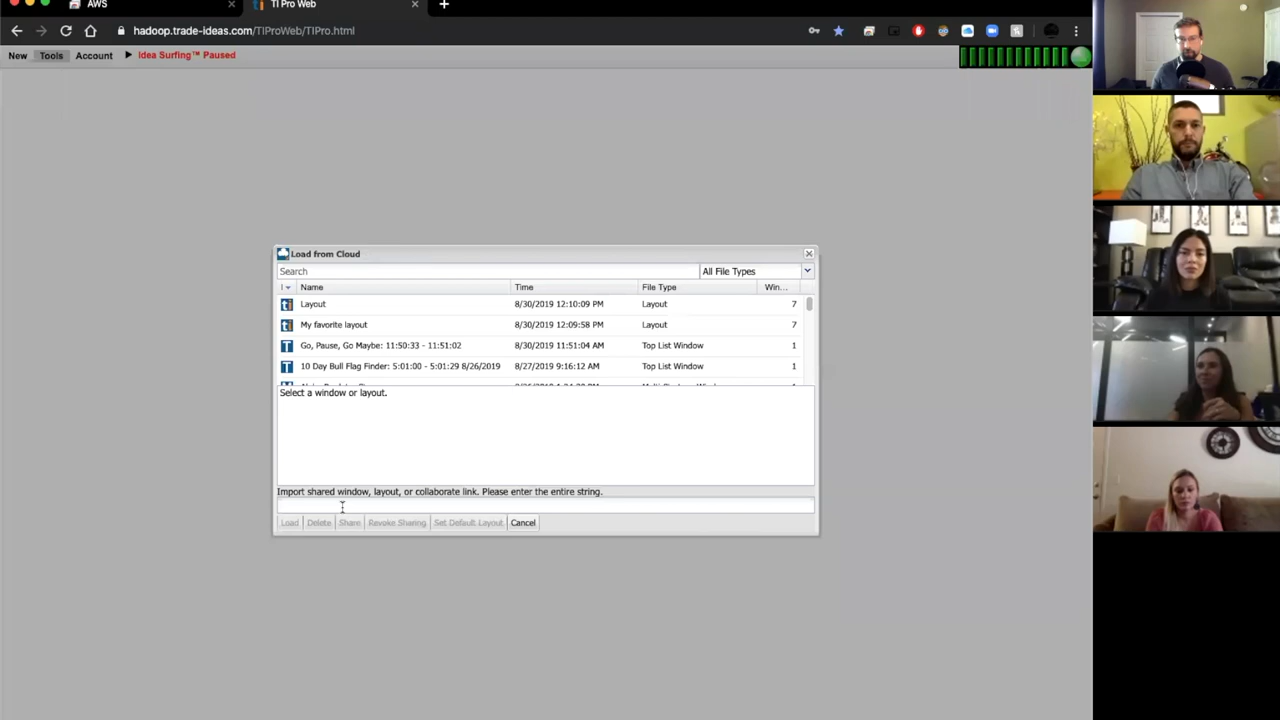 AWS
TI Pro Web
hadoop.trade-ideas.com/TIProWeb/TIPro.html
New Tools Account Idea Surfing™ Paused
Load from Cloud
Search All File Types
I Name Time File Type Win...
Layout 8/30/2019 12:10:09 PM Layout 7
My favorite layout 8/30/2019 12:09:58 PM Layout 7
Go, Pause, Go Maybe: 11:50:33 - 11:51:02 8/30/2019 11:51:04 AM Top List Window 1
10 Day Bull Flag Finder: 5:01:00 - 5:01:29 8/26/2019 8/27/2019 9:16:12 AM Top List Window 1
Select a window or layout.
Import shared window, layout, or collaborate link. Please enter the entire string.
Load Delete Share Revoke Sharing Set Default Layout Cancel